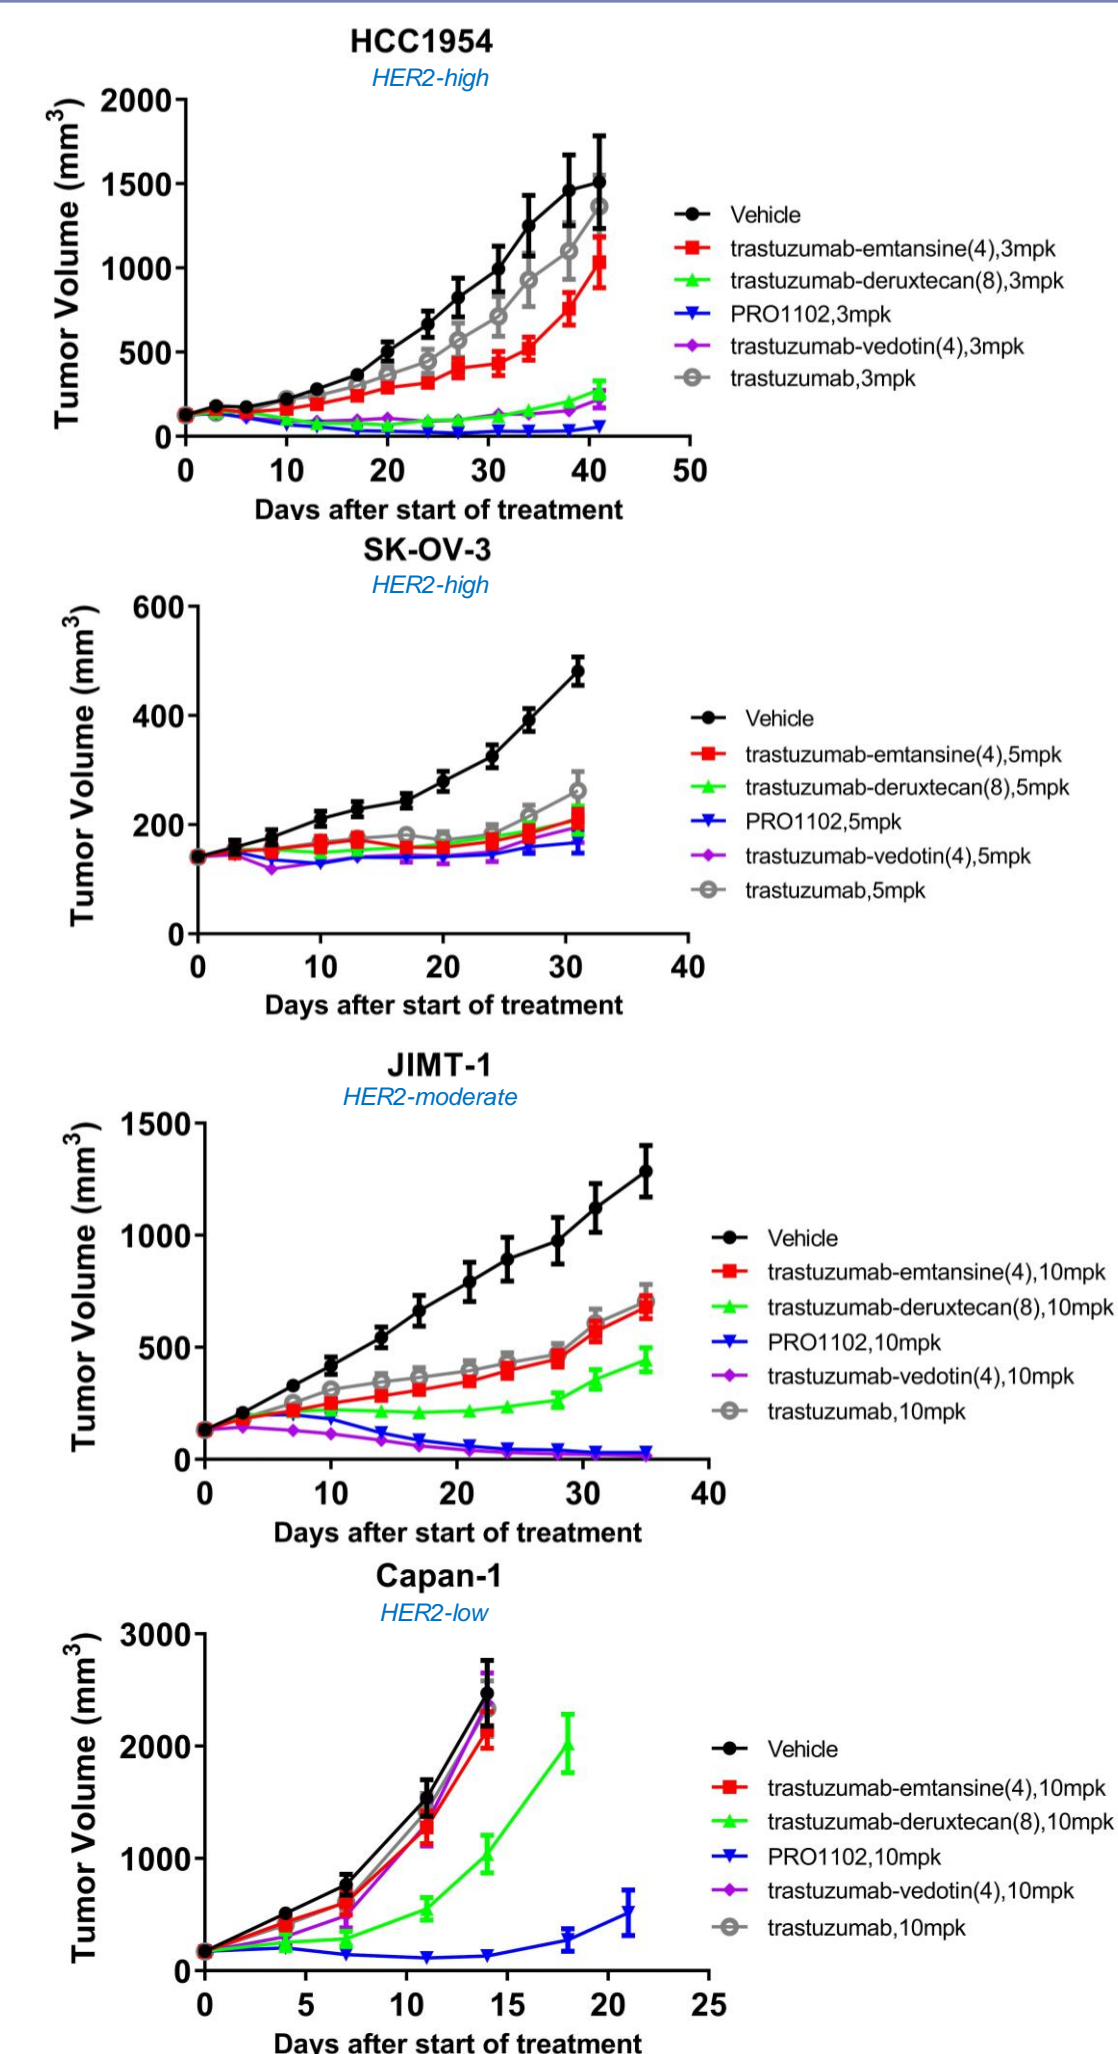 HCC1954
HER2-high
Tumor Volume (mm³)
2000
1500
1000
500
0
0 10 20 30 40 50
Days after start of treatment
Vehicle
trastuzumab-emtansine(4),3mpk
trastuzumab-deruxtecan(8),3mpk
PRO1102,3mpk
trastuzumab-vedotin(4),3mpk
trastuzumab,3mpk
SK-OV-3
HER2-high
Tumor Volume (mm³)
600
400
200
0
0 10 20 30 40
Days after start of treatment
Vehicle
trastuzumab-emtansine(4),5mpk
trastuzumab-deruxtecan(8),5mpk
PRO1102,5mpk
trastuzumab-vedotin(4),5mpk
trastuzumab,5mpk
JIMT-1
HER2-moderate
Tumor Volume (mm³)
1500
1000
500
0
0 10 20 30 40
Days after start of treatment
Vehicle
trastuzumab-emtansine(4),10mpk
trastuzumab-deruxtecan(8),10mpk
PRO1102,10mpk
trastuzumab-vedotin(4),10mpk
trastuzumab,10mpk
Capan-1
HER2-low
Tumor Volume (mm³)
3000
2000
1000
0
0 5 10 15 20 25
Days after start of treatment
Vehicle
trastuzumab-emtansine(4),10mpk
trastuzumab-deruxtecan(8),10mpk
PRO1102,10mpk
trastuzumab-vedotin(4),10mpk
trastuzumab,10mpk